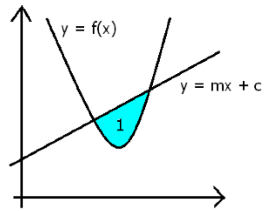 y = f(x)
y = mx + c
1